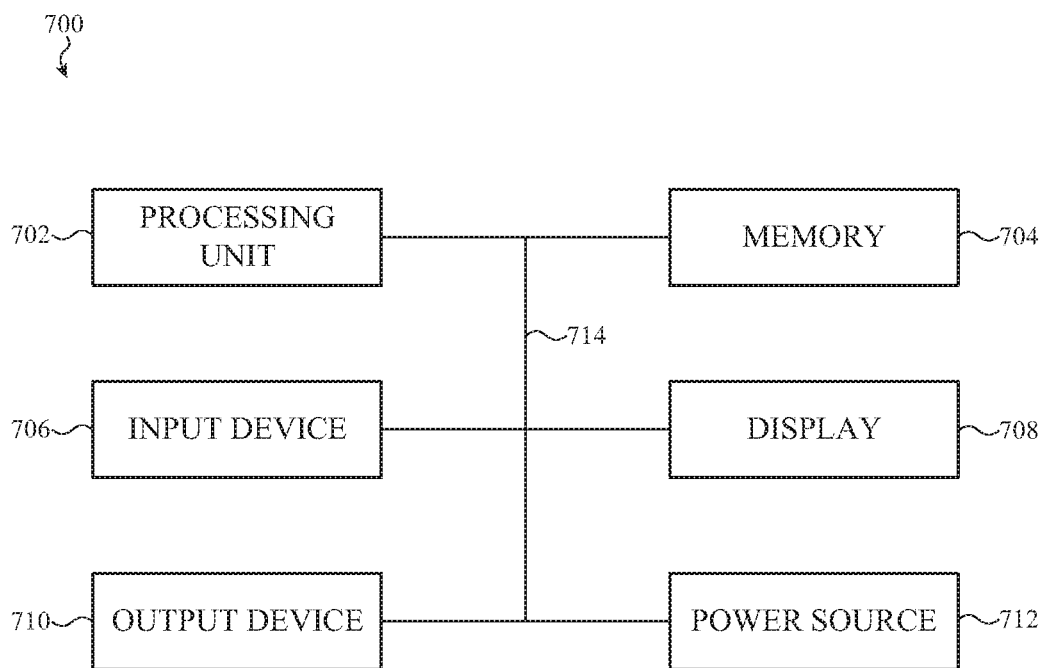 700
702
PROCESSING
UNIT
MEMORY
704
714
706
INPUT DEVICE
DISPLAY
708
710
OUTPUT DEVICE
POWER SOURCE
712